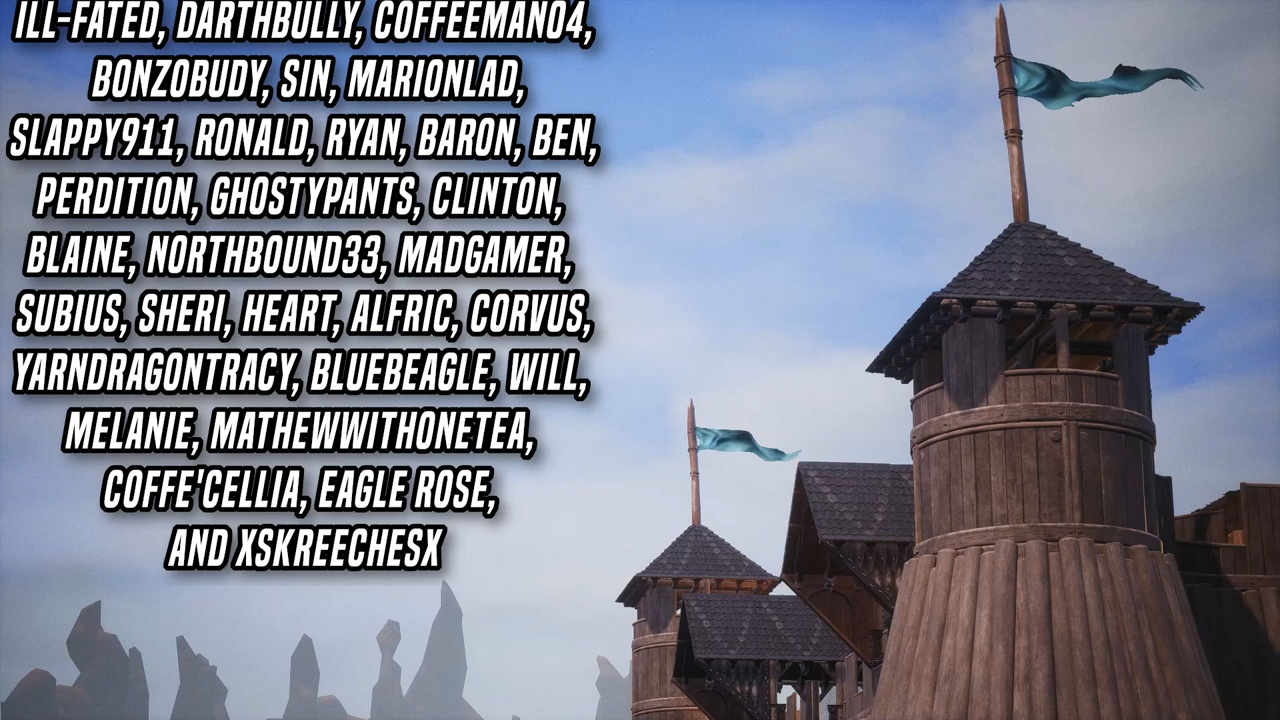 ILL-FATED, DARTHBULLY, COFFEEMAN04,
BONZOBUDY, SIN, MARIONLAD,
SLAPPY911, RONALD, RYAN, BARON, BEN,
PERDITION, GHOSTYPANTS, CLINTON,
BLAINE, NORTHBOUND33, MADGAMER,
SUBIUS, SHERI, HEART, ALFRIC, CORVUS,
YARNDRAGONTRACY, BLUEBEAGLE, WILL,
MELANIE, MATHEWWITHONETEA,
COFFE'CELLIA, EAGLE ROSE,
AND XSKREECHESX